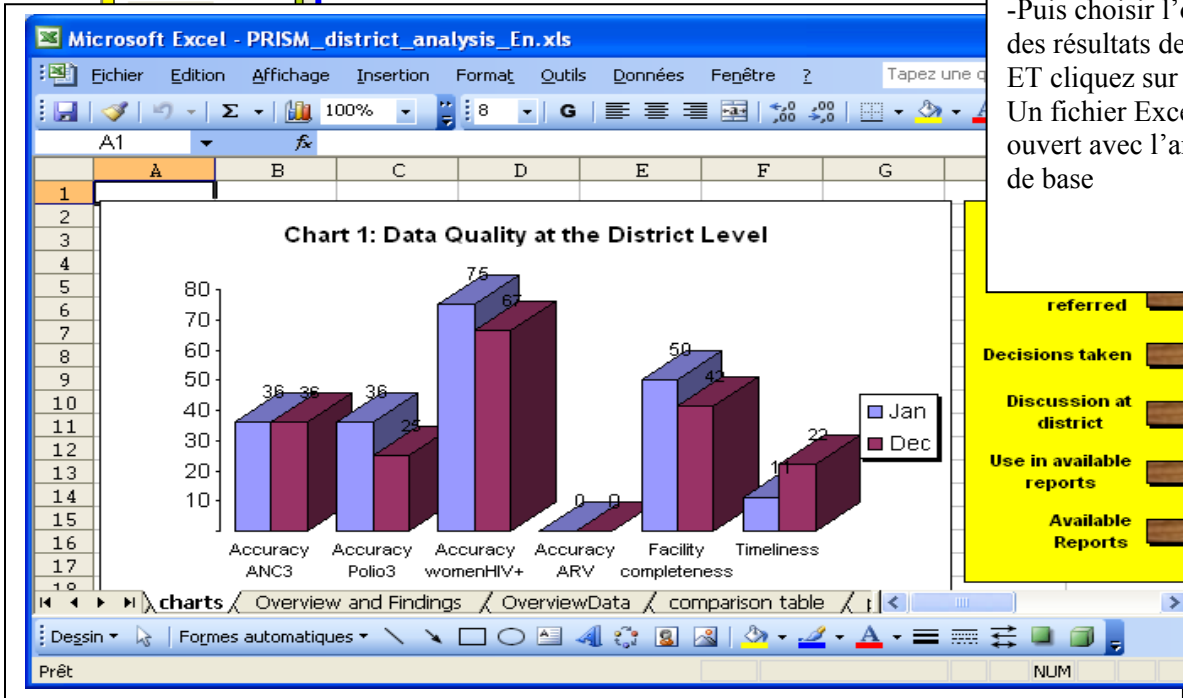 -Puis choisir l'
des résultats de
ET cliquez sur
Un fichier Exce
ouvert avec l'a
de base
Microsoft Excel - PRISM_district_analysis_En.xls
Fichier Edition Affichage Insertion Format Outils Données Fenêtre ? Tapez une q
100% 8 G
A1 fx
A B C D E F G
1
2
3
4
5
6
7
8
9
10
11
12
13
14
15
16
17
18
Chart 1: Data Quality at the District Level
80
70
60
50
40
30
20
10
-
36 36 36 25 75 67 0 0 50 42 11 22
Accuracy ANC3
Accuracy Polio3
Accuracy womenHIV+
Accuracy ARV
Facility completeness
Timeliness
Jan
Dec
referred
Decisions taken
Discussion at
district
Use in available
reports
Available
Reports
charts / Overview and Findings / OverviewData / comparison table /
Dessin Formes automatiques
Prêt NUM